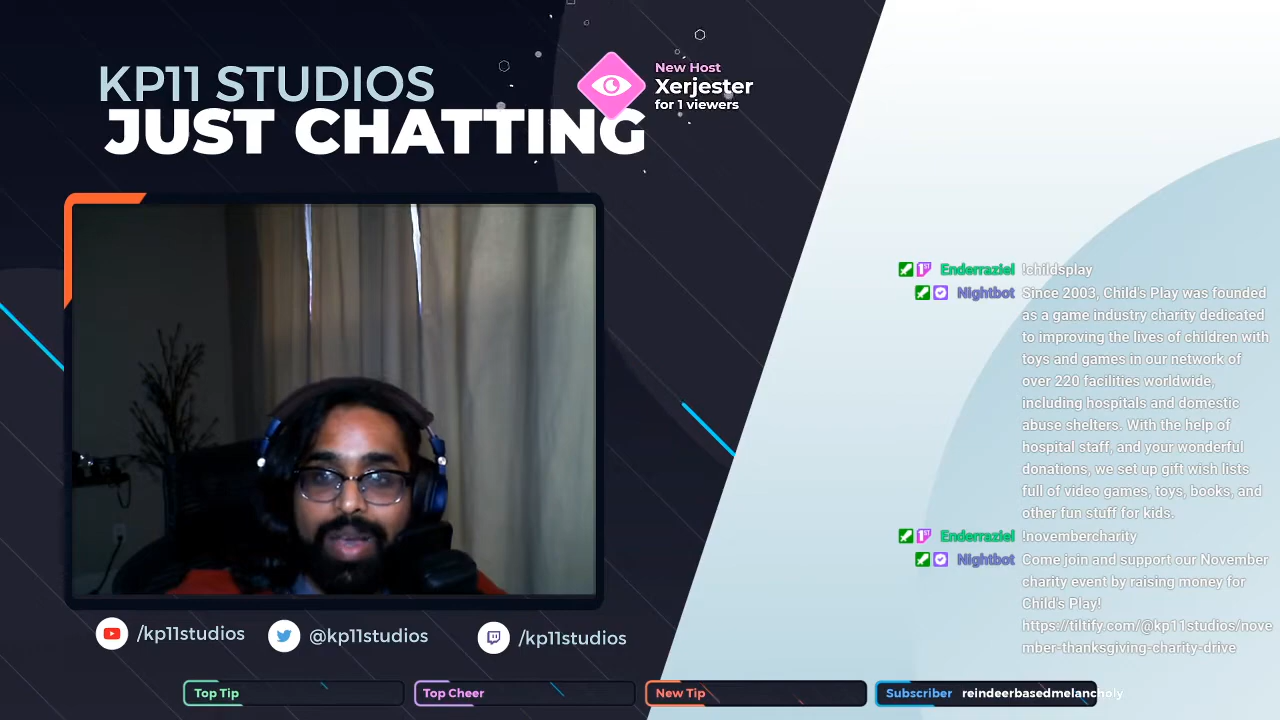 KP11 STUDIOS
JUST CHATTING
New Host
Xerjester
for 1 viewers
Enderraziel !childsplay
Nightbot Since 2003, Child's Play was founded
as a game industry charity dedicated
to improving the lives of children with
toys and games in our network of
over 220 facilities worldwide,
including hospitals and domestic
abuse shelters. With the help of
hospital staff, and your wonderful
donations, we set up gift wish lists
full of video games, toys, books, and
other fun stuff for kids.
Enderraziel !novembercharity
Nightbot Come join and support our November
charity event by raising money for
Child's Play!
https://tiltify.com/@kp11studios/nove
mber-thanksgiving-charity-drive
/kp11studios @kp11studios /kp11studios
Top Tip Top Cheer New Tip Subscriber reindeerbasedmelancholy